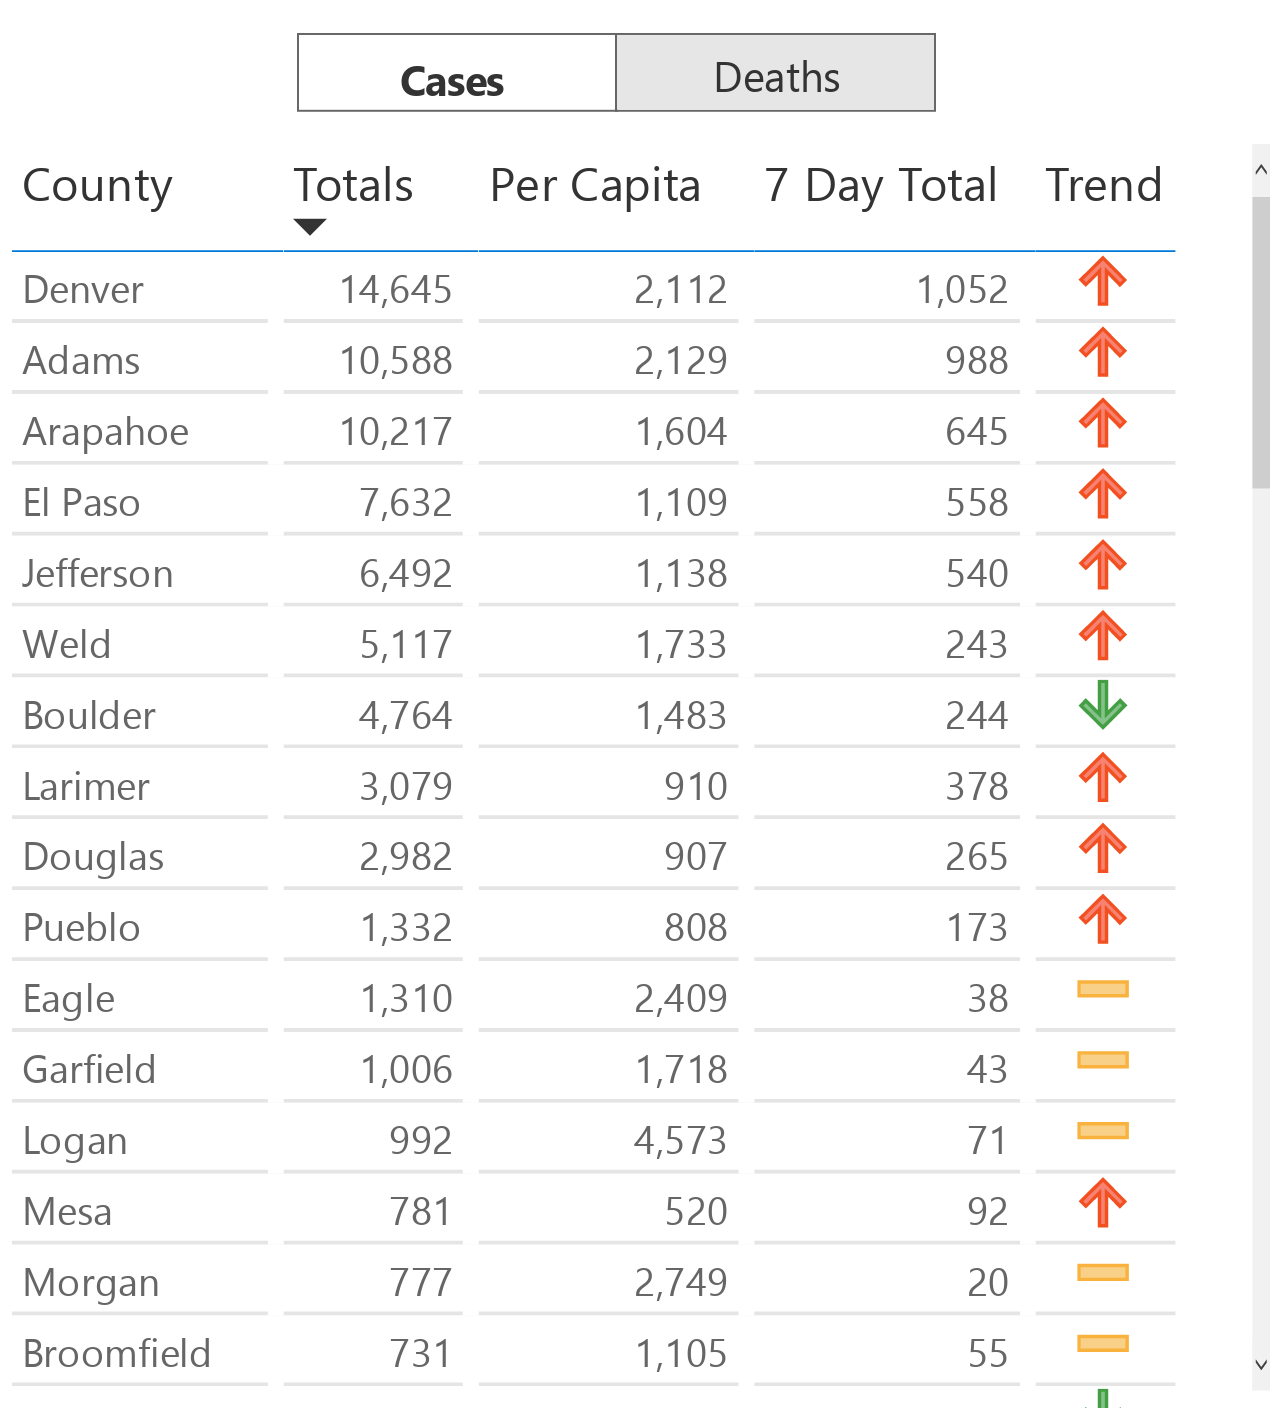 Cases Deaths
County Totals Per Capita 7 Day Total Trend
Denver 14,645 2,112 1,052
Adams 10,588 2,129 988
Arapahoe 10,217 1,604 645
El Paso 7,632 1,109 558
Jefferson 6,492 1,138 540
Weld 5,117 1,733 243
Boulder 4,764 1,483 244
Larimer 3,079 910 378
Douglas 2,982 907 265
Pueblo 1,332 808 173
Eagle 1,310 2,409 38
Garfield 1,006 1,718 43
Logan 992 4,573 71
Mesa 781 520 92
Morgan 777 2,749 20
Broomfield 731 1,105 55